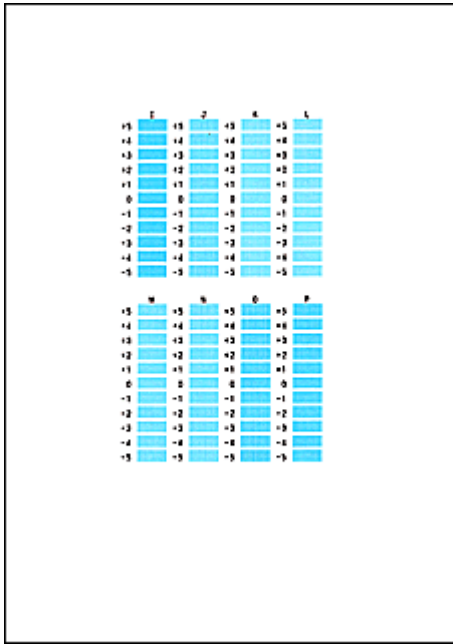 I J K L
+5 +5 +5 +5
+4 +4 +4 +4
+3 +3 +3 +3
+2 +2 +2 +2
+1 +1 +1 +1
0 0 0 0
-1 -1 -1 -1
-2 -2 -2 -2
-3 -3 -3 -3
-4 -4 -4 -4
-5 -5 -5 -5
M N O P
+5 +5 +5 +5
+4 +4 +4 +4
+3 +3 +3 +3
+2 +2 +2 +2
+1 +1 +1 +1
0 0 0 0
-1 -1 -1 -1
-2 -2 -2 -2
-3 -3 -3 -3
-4 -4 -4 -4
-5 -5 -5 -5